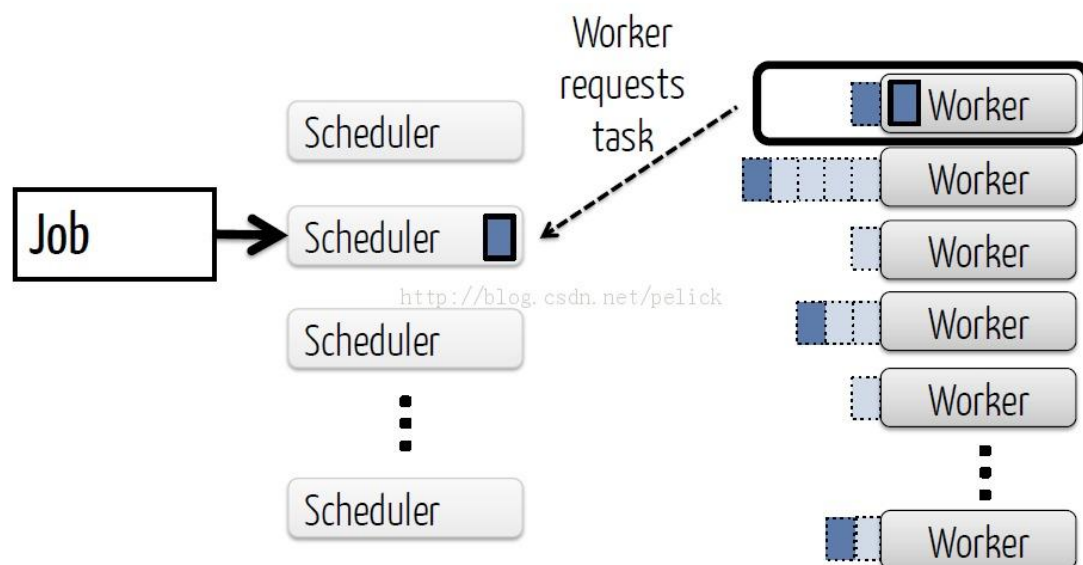 Worker
requests
task
Job
Scheduler
Scheduler
Scheduler
Scheduler
Worker
Worker
Worker
Worker
Worker
Worker
http://blog.csdn.net/pelick